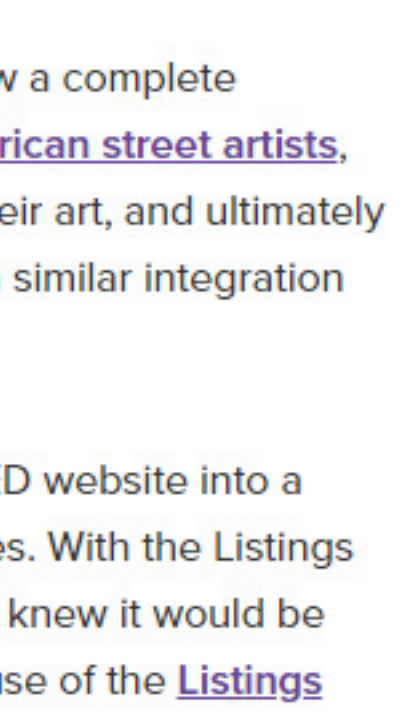 w a complete
rican street artists,
eir art, and ultimately
similar integration
ED website into a
es. With the Listings
knew it would be
use of the Listings